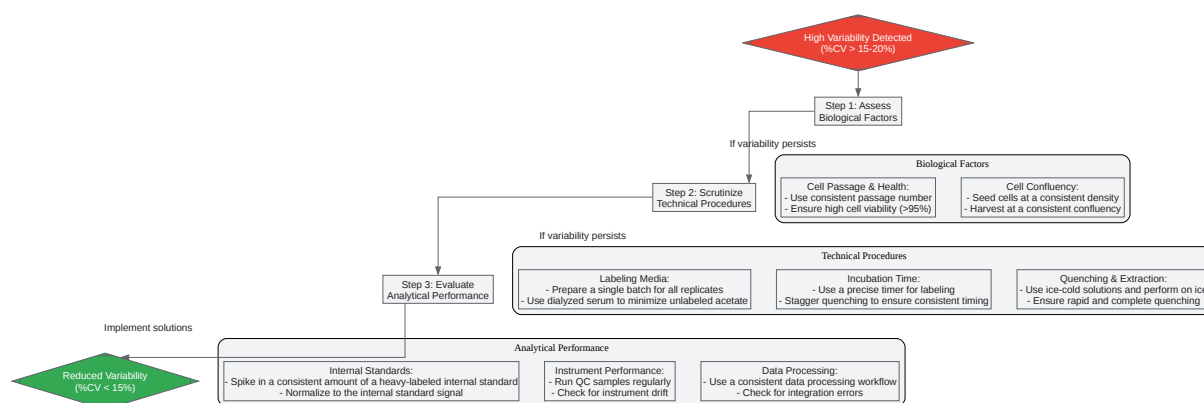 High Variability Detected
(%CV > 15-20%)
Step 1: Assess
Biological Factors
If variability persists
Biological Factors
Cell Passage & Health:
- Use consistent passage number
- Ensure high cell viability (>95%)
Cell Confluency:
- Seed cells at a consistent density
- Harvest at a consistent confluency
Step 2: Scrutinize
Technical Procedures
If variability persists
Technical Procedures
Labeling Media:
- Prepare a single batch for all replicates
- Use dialyzed serum to minimize unlabeled acetate
Incubation Time:
- Use a precise timer for labeling
- Stagger quenching to ensure consistent timing
Quenching & Extraction:
- Use ice-cold solutions and perform on ice
- Ensure rapid and complete quenching
Step 3: Evaluate
Analytical Performance
Implement solutions
Analytical Performance
Internal Standards:
- Spike in a consistent amount of a heavy-labeled internal standard
- Normalize to the internal standard signal
Instrument Performance:
- Run QC samples regularly
- Check for instrument drift
Data Processing:
- Use a consistent data processing workflow
- Check for integration errors
Reduced Variability
(%CV < 15%)